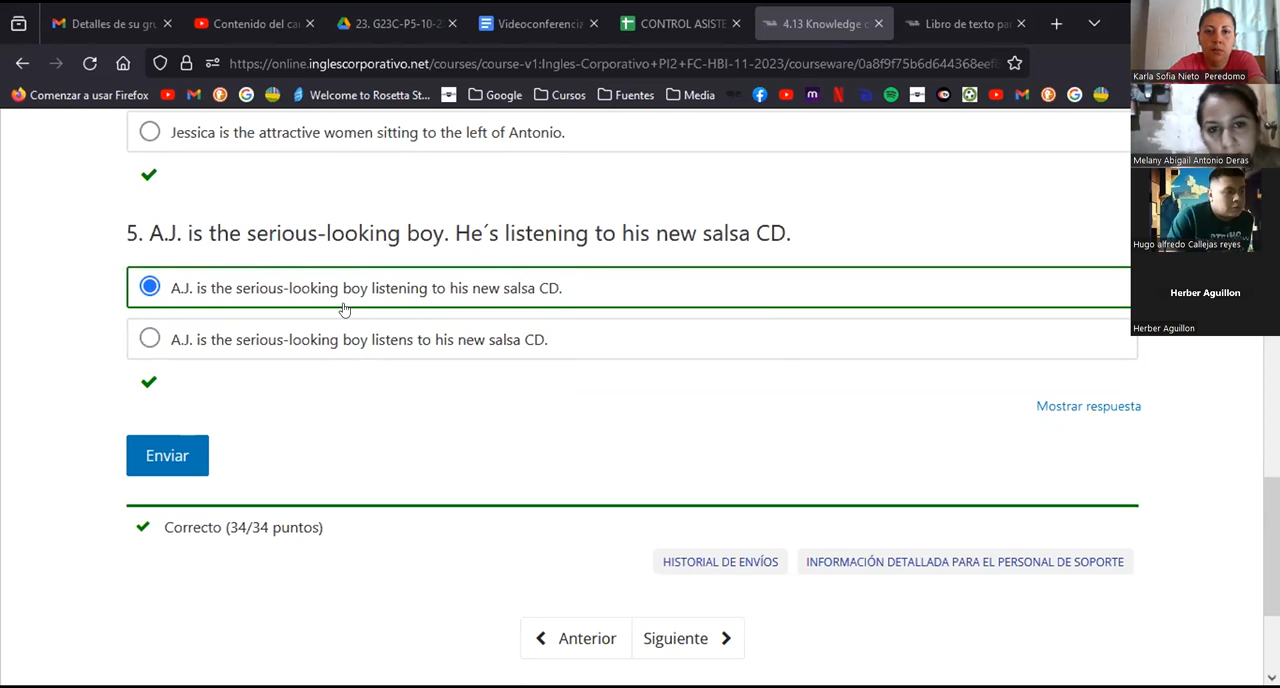 Detalles de su gru
Contenido del ca
23. G23C-P5-10-2
Videoconferenci
CONTROL ASISTE
4.13 Knowledge c
Libro de texto pa
https://online.inglescorporativo.net/courses/course-v1:Ingles-Corporativo+PI2+FC-HBI-11-2023/courseware/0a8f9f75b6d644368eef
Comenzar a usar Firefox
Welcome to Rosetta St...
Google
Cursos
Fuentes
Media
Karla Sofia Nieto Peredomo
Melany Abigail Antonio Deras
Hugo alfredo Callejas reyes
Herber Aguillon
Herber Aguillon
Jessica is the attractive women sitting to the left of Antonio.
5. A.J. is the serious-looking boy. He´s listening to his new salsa CD.
A.J. is the serious-looking boy listening to his new salsa CD.
A.J. is the serious-looking boy listens to his new salsa CD.
Mostrar respuesta
Enviar
Correcto (34/34 puntos)
HISTORIAL DE ENVÍOS
INFORMACIÓN DETALLADA PARA EL PERSONAL DE SOPORTE
Anterior
Siguiente